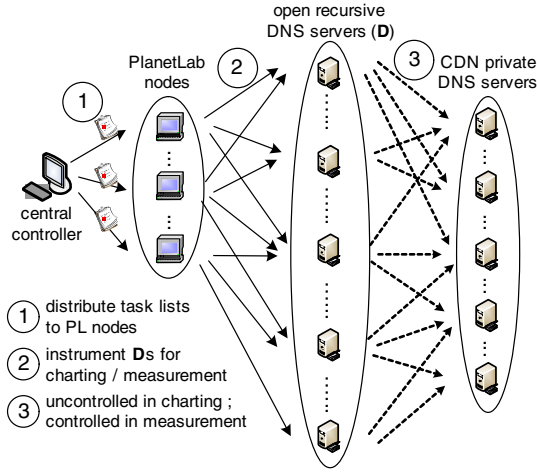 open recursive
DNS servers (D)
PlanetLab
nodes
2
3
CDN private
DNS servers
1
central
controller
1 distribute task lists
to PL nodes
2 instrument Ds for
charting / measurement
3 uncontrolled in charting ;
controlled in measurement